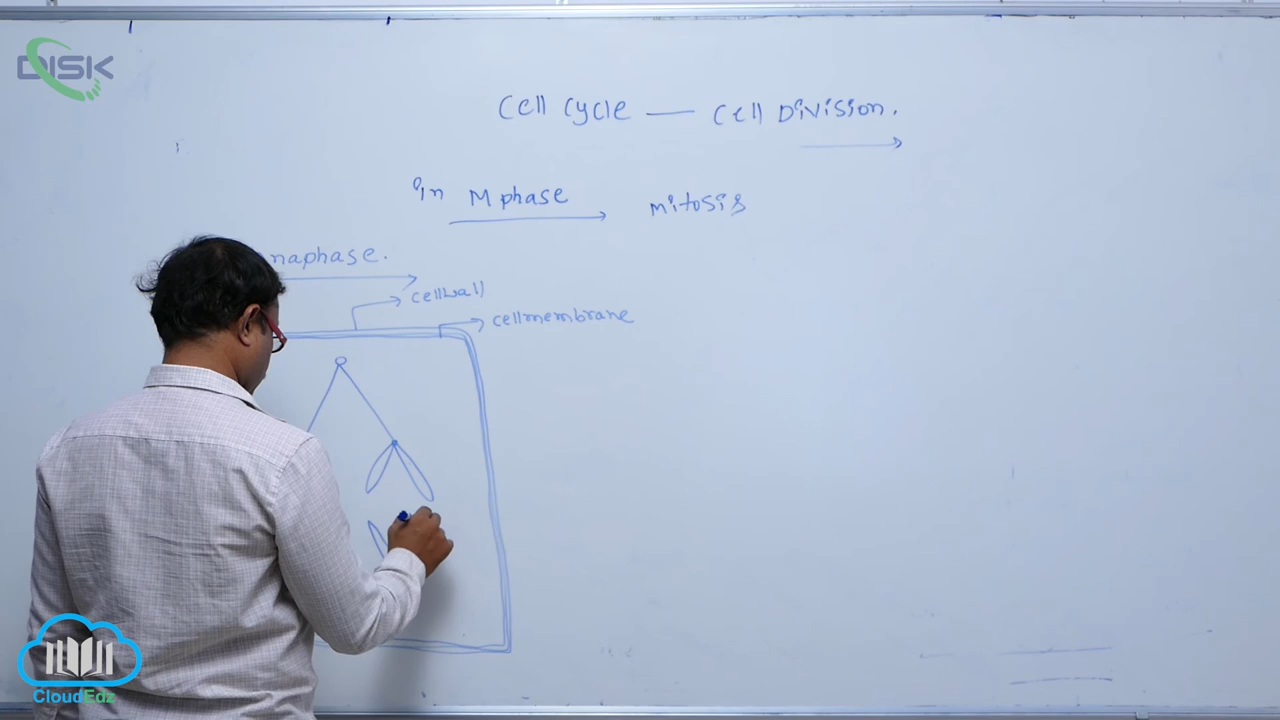 DISK
cell cycle — cell Division.
in M phase mitosis
naphase.
cellwall
cellmembrane
CloudEdz